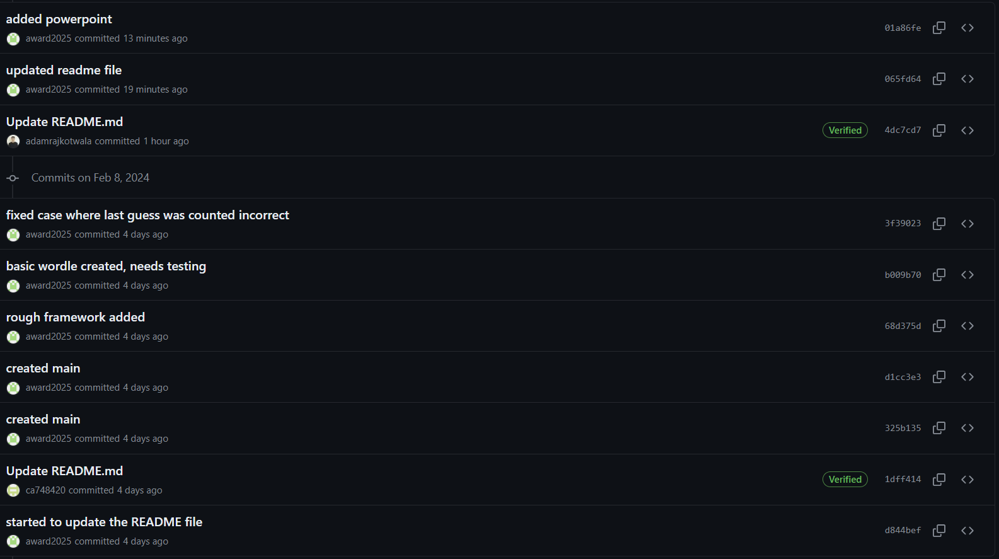 added powerpoint
01a86fe
award2025 committed 13 minutes ago
updated readme file
065fd64
award2025 committed 19 minutes ago
Update README.md
Verified 4dc7cd7
adamrajkotwala committed 1 hour ago
Commits on Feb 8, 2024
fixed case where last guess was counted incorrect
3f39023
award2025 committed 4 days ago
basic wordle created, needs testing
b009b70
award2025 committed 4 days ago
rough framework added
68d375d
award2025 committed 4 days ago
created main
d1cc3e3
award2025 committed 4 days ago
created main
325b135
award2025 committed 4 days ago
Update README.md
Verified 1dff414
ca748420 committed 4 days ago
started to update the README file
d844bef
award2025 committed 4 days ago